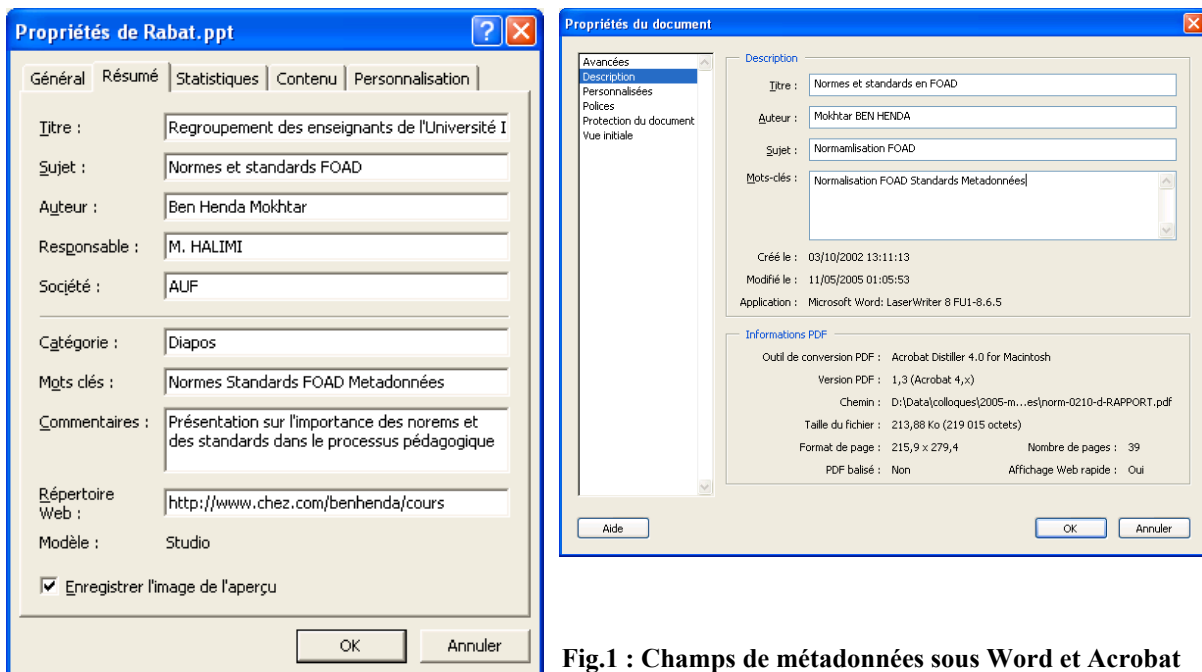 Propriétés de Rabat.ppt
Général Résumé Statistiques Contenu Personnalisation
Titre : Regroupement des enseignants de l'Université I
Sujet : Normes et standards FOAD
Auteur : Ben Henda Mokhtar
Responsable : M. HALIMI
Société : AUF
Catégorie : Diapos
Mots clés : Normes Standards FOAD Metadonnées
Commentaires : Présentation sur l'importance des norems et
des standards dans le processus pédagogique
Répertoire
Web : http://www.chez.com/benhenda/cours
Modèle : Studio
Enregistrer l'image de l'aperçu
OK Annuler
Propriétés du document
Avancées
Description
Personnalisées
Polices
Protection du document
Vue initiale
Description
Titre : Normes et standards en FOAD
Auteur : Mokhtar BEN HENDA
Sujet : Normamlisation FOAD
Mots-clés : Normalisation FOAD Standards Metadonnées
Créé le : 03/10/2002 13:11:13
Modifié le : 11/05/2005 01:05:53
Application : Microsoft Word: LaserWriter 8 FU1-8.6.5
Informations PDF
Outil de conversion PDF : Acrobat Distiller 4.0 for Macintosh
Version PDF : 1,3 (Acrobat 4,x)
Chemin : D:\Data\colloques\2005-m...es\norm-0210-d-RAPPORT.pdf
Taille du fichier : 213,88 Ko (219 015 octets)
Format de page : 215,9 x 279,4 Nombre de pages : 39
PDF balisé : Non Affichage Web rapide : Oui
Aide OK Annuler
Fig.1 : Champs de métadonnées sous Word et Acrobat